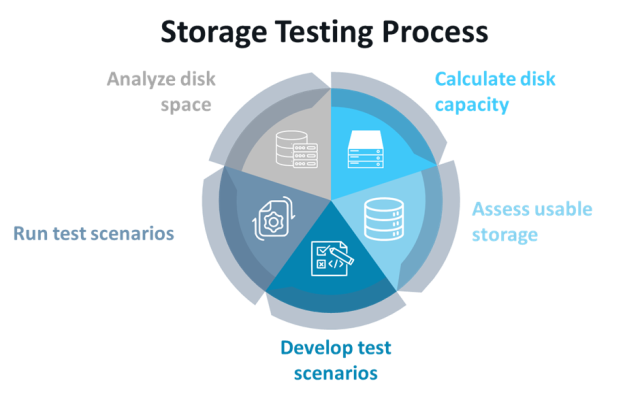 Storage Testing Process
Calculate disk
capacity
Assess usable
storage
Develop test
scenarios
Run test scenarios
Analyze disk
space